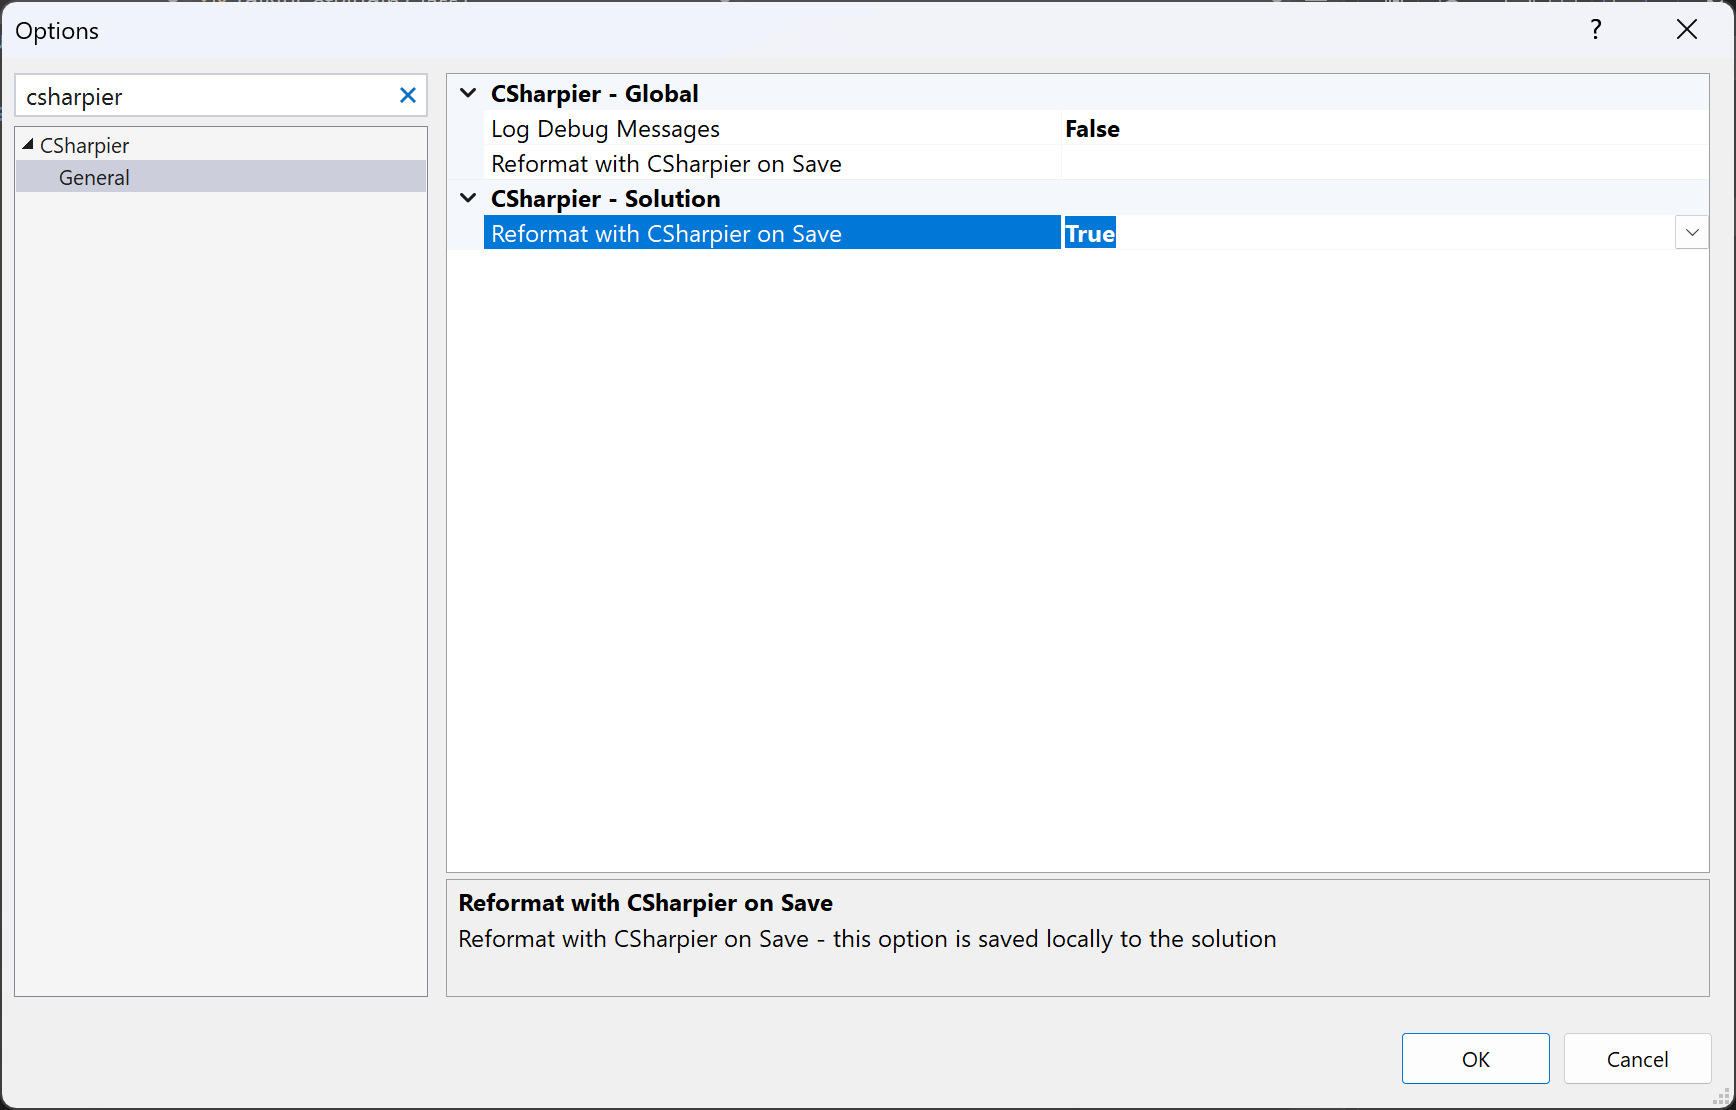 Options
?
csharpier
CSharpier
General
CSharpier - Global
Log Debug Messages False
Reformat with CSharpier on Save
CSharpier - Solution
Reformat with CSharpier on Save True
Reformat with CSharpier on Save
Reformat with CSharpier on Save - this option is saved locally to the solution
OK Cancel